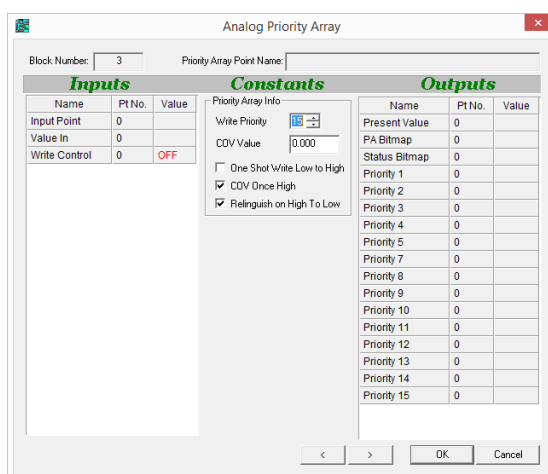 Analog Priority Array
Block Number: 3 Priority Array Point Name:
Inputs Constants Outputs
Name Pt No. Value
Input Point 0
Value In 0
Write Control 0 OFF
Priority Array Info
Write Priority 15
COV Value 0.000
One Shot Write Low to High
COV Once High
Relinguish on High To Low
Name Pt No. Value
Present Value 0
PA Bitmap 0
Status Bitmap 0
Priority 1 0
Priority 2 0
Priority 3 0
Priority 4 0
Priority 5 0
Priority 7 0
Priority 8 0
Priority 9 0
Priority 10 0
Priority 11 0
Priority 12 0
Priority 13 0
Priority 14 0
Priority 15 0
< > OK Cancel